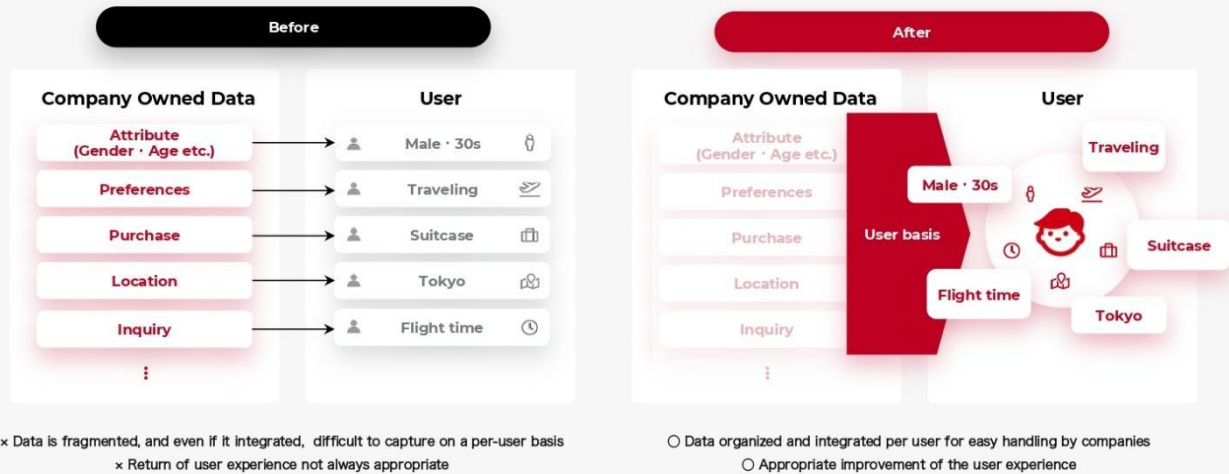 Before
Company Owned Data
User
Attribute
(Gender・Age etc.)
Male・30s
Preferences
Traveling
Purchase
Suitcase
Location
Tokyo
Inquiry
Flight time
× Data is fragmented, and even if it integrated, difficult to capture on a per-user basis
× Return of user experience not always appropriate
After
Company Owned Data
User
Attribute
(Gender・Age etc.)
Preferences
Purchase
Location
Inquiry
User basis
Traveling
Male・30s
Suitcase
Flight time
Tokyo
○ Data organized and integrated per user for easy handling by companies
○ Appropriate improvement of the user experience